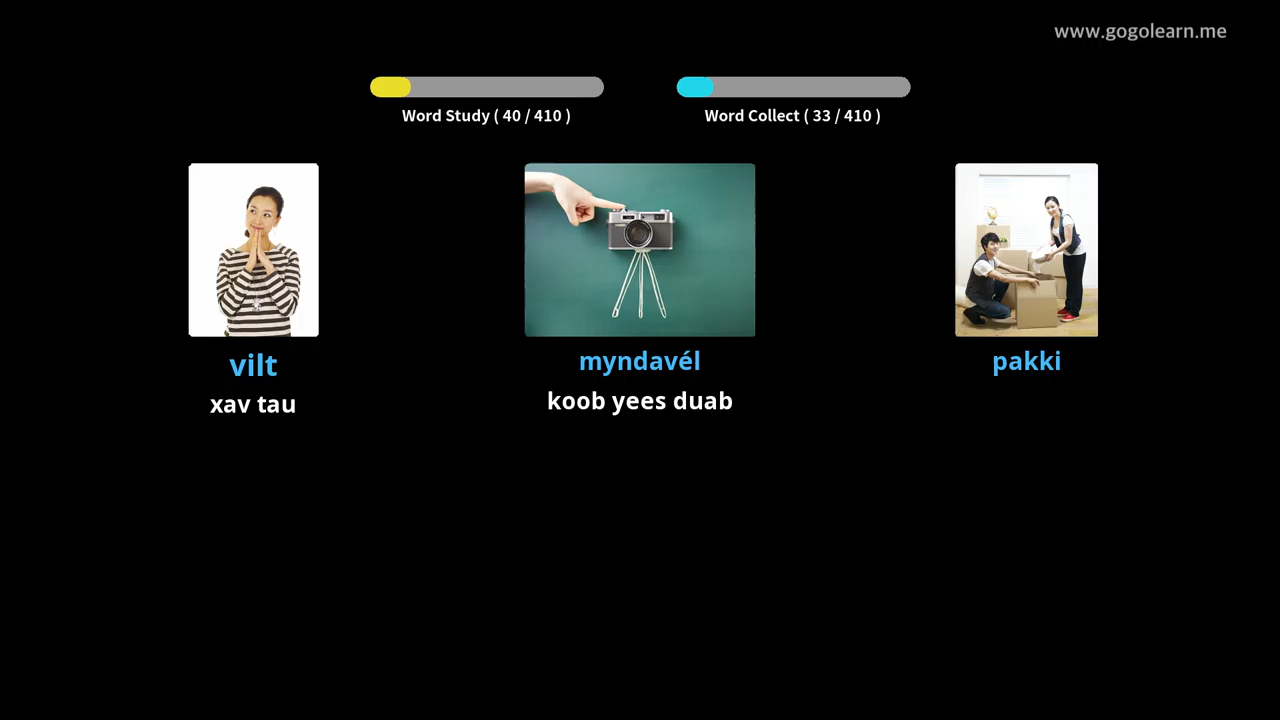 www.gogolearn.me
Word Study ( 40 / 410 )
Word Collect ( 33 / 410 )
vilt
myndavél
pakki
xav tau
koob yees duab